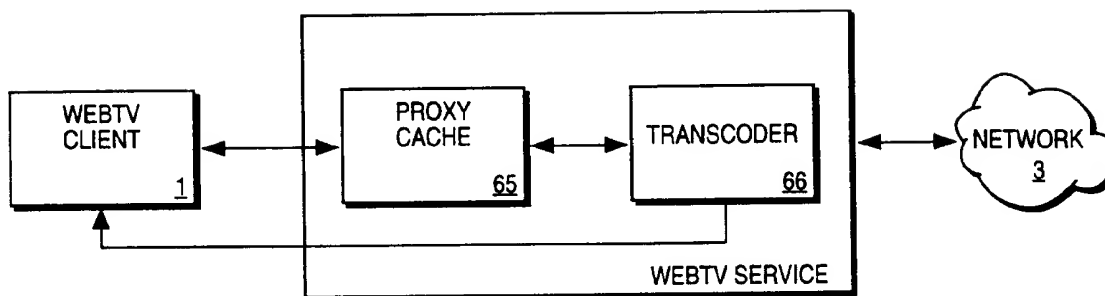 WEBTV
CLIENT
1
PROXY
CACHE
65
TRANSCODER
66
NETWORK
3
WEBTV SERVICE